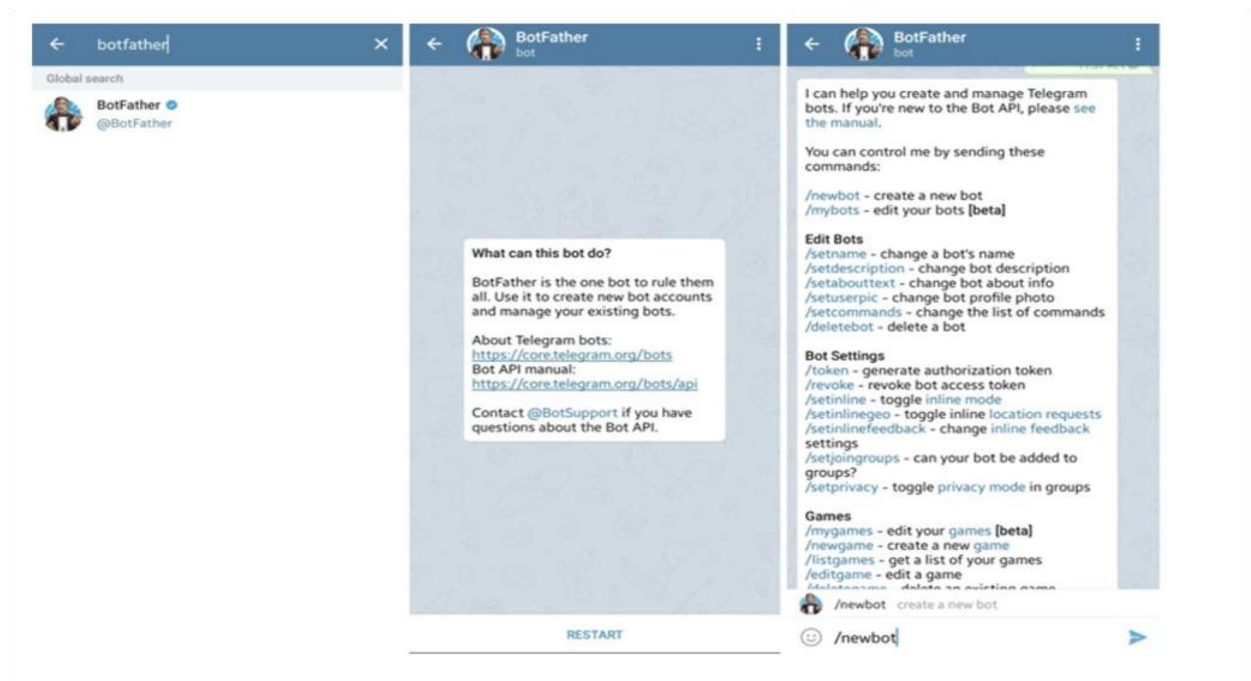 botfather
Global search
BotFather
@BotFather
BotFather
bot
What can this bot do?
BotFather is the one bot to rule them
all. Use it to create new bot accounts
and manage your existing bots.
About Telegram bots:
https://core.telegram.org/bots
Bot API manual:
https://core.telegram.org/bots/api
Contact @BotSupport if you have
questions about the Bot API.
RESTART
BotFather
bot
I can help you create and manage Telegram
bots. If you're new to the Bot API, please see
the manual.
You can control me by sending these
commands:
/newbot - create a new bot
/mybots - edit your bots [beta]
Edit Bots
/setname - change a bot's name
/setdescription - change bot description
/setabouttext - change bot about info
/setuserpic - change bot profile photo
/setcommands - change the list of commands
/deletebot - delete a bot
Bot Settings
/token - generate authorization token
/revoke - revoke bot access token
/setinline - toggle inline mode
/setinlinegeo - toggle inline location requests
/setinlinefeedback - change inline feedback
settings
/setjoingroups - can your bot be added to
groups?
/setprivacy - toggle privacy mode in groups
Games
/mygames - edit your games [beta]
/newgame - create a new game
/listgames - get a list of your games
/editgame - edit a game
/deletegame - delete an existing game
/newbot create a new bot
/newbot